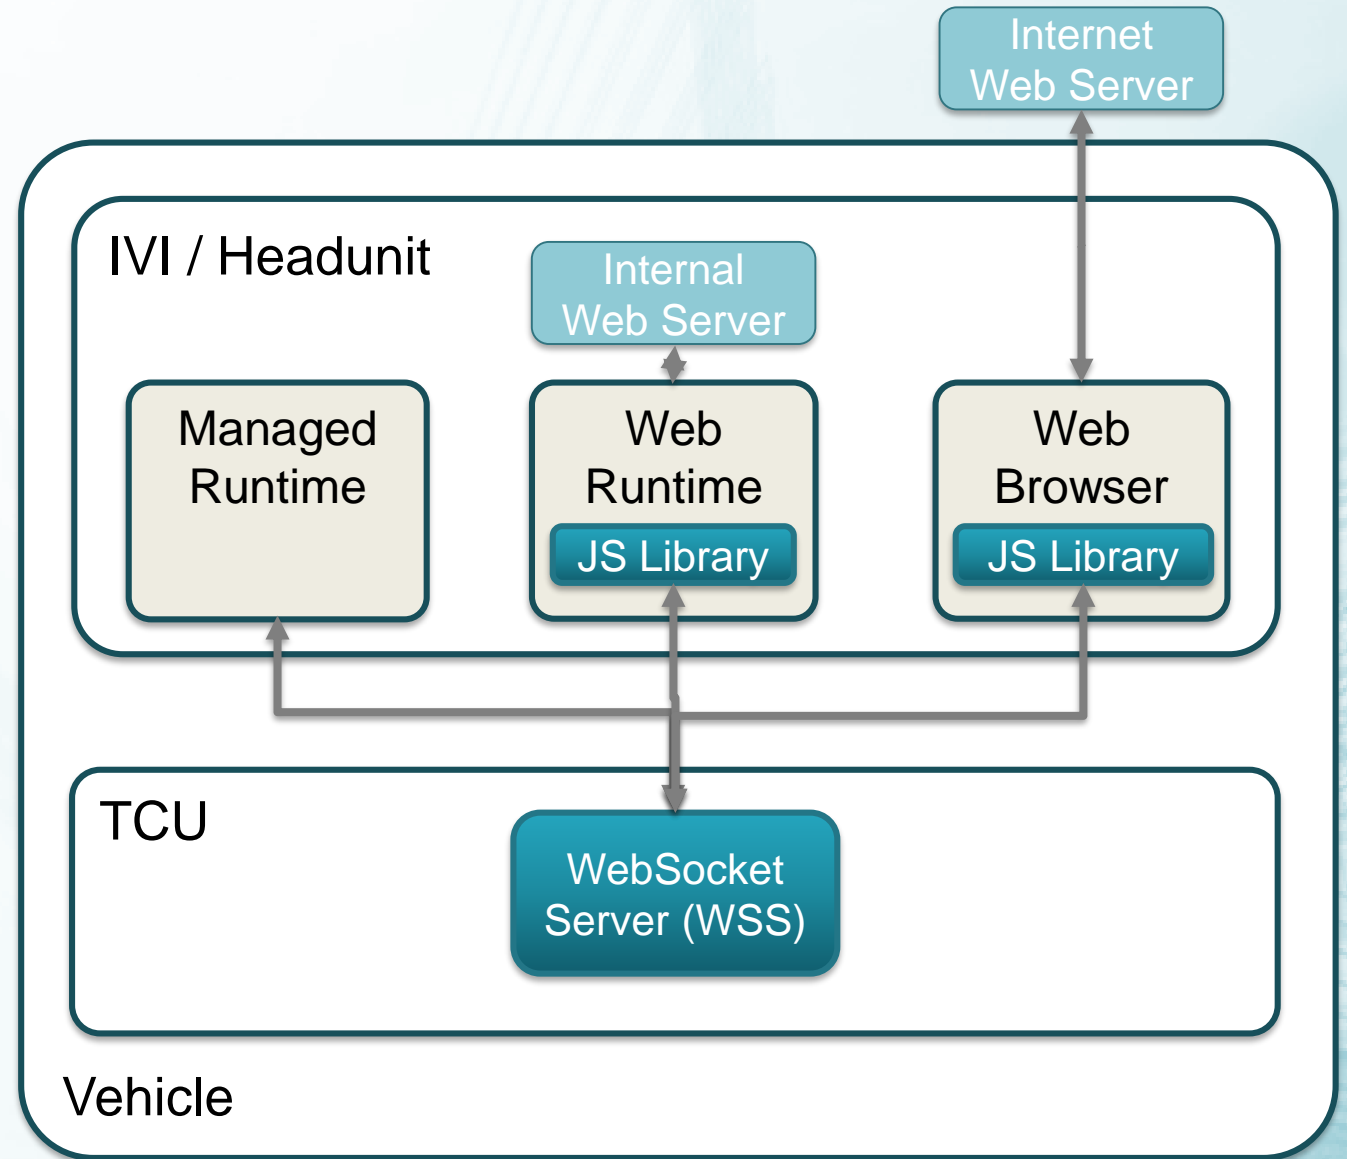 Internet
Web Server
IVI / Headunit
Internal
Web Server
Managed
Runtime
Web
Runtime
JS Library
Web
Browser
JS Library
TCU
WebSocket
Server (WSS)
Vehicle